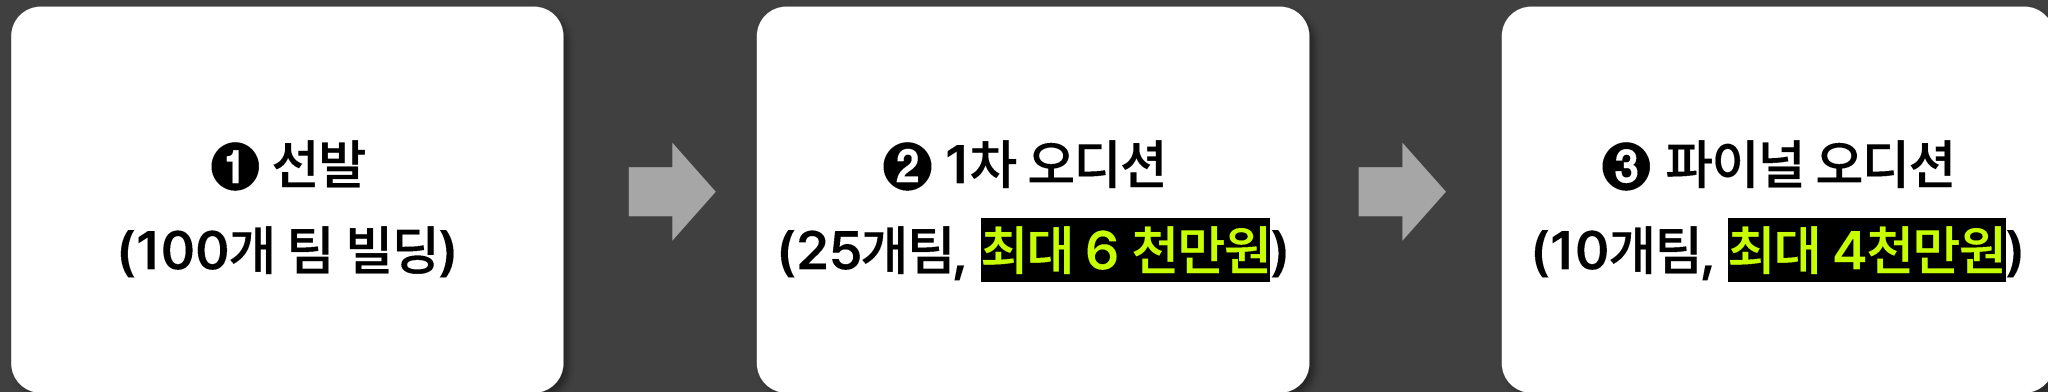 ❶ 선발
(100개 팀 빌딩)
❷ 1차 오디션
(25개팀, 최대 6 천만원)
❸ 파이널 오디션
(10개팀, 최대 4천만원)